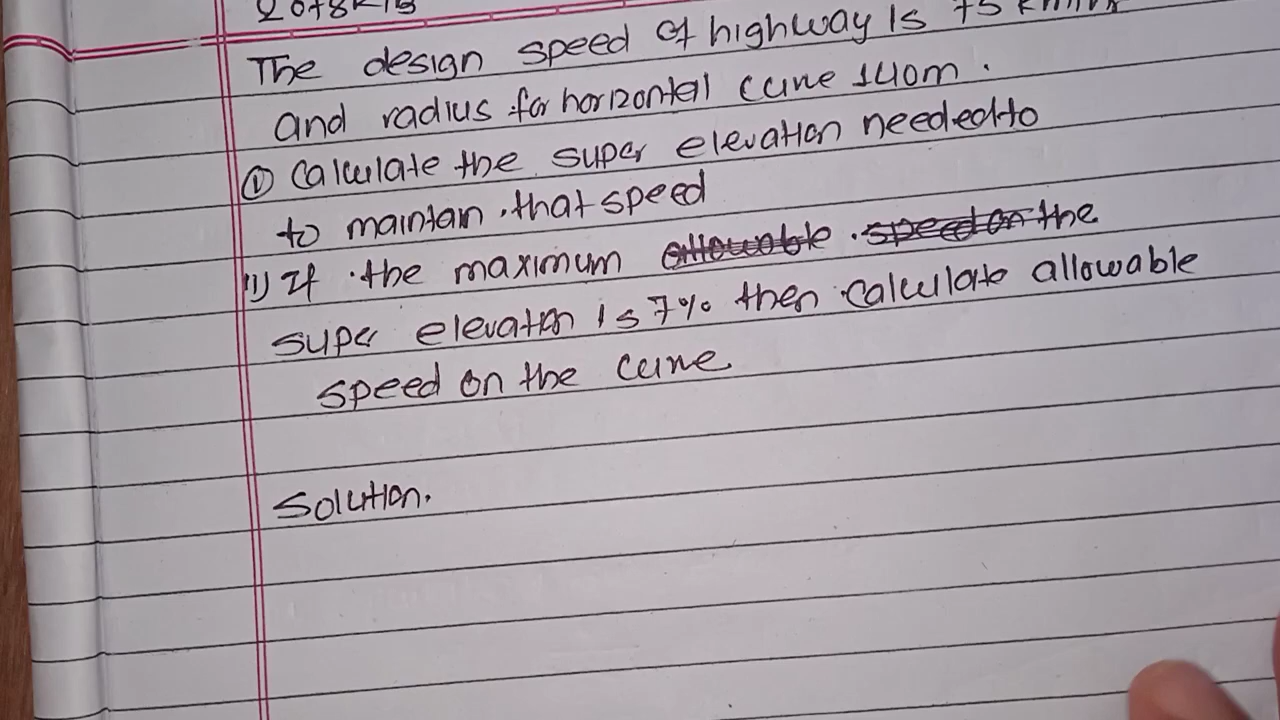 The design speed of highway is 75 km/hr
and radius for horizontal curve 140m.
① Calculate the super elevation needed to
to maintain that speed
ii) If the maximum allowable speed on the
super elevation is 7% then calculate allowable
speed on the curve.
Solution.